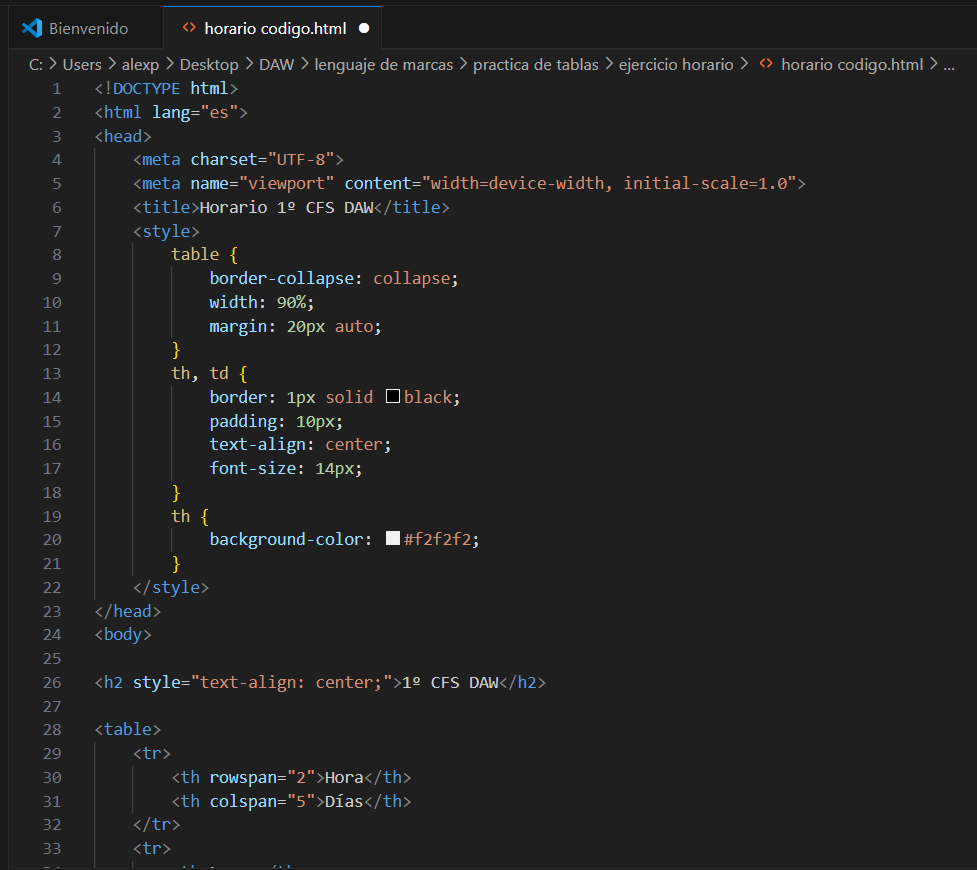 Bienvenido
<> horario codigo.html
C: > Users > alexp > Desktop > DAW > lenguaje de marcas > practica de tablas > ejercicio horario > <> horario codigo.html > ...
1 <!DOCTYPE html>
2 <html lang="es">
3 <head>
4 <meta charset="UTF-8">
5 <meta name="viewport" content="width=device-width, initial-scale=1.0">
6 <title>Horario 1º CFS DAW</title>
7 <style>
8 table {
9 border-collapse: collapse;
10 width: 90%;
11 margin: 20px auto;
12 }
13 th, td {
14 border: 1px solid black;
15 padding: 10px;
16 text-align: center;
17 font-size: 14px;
18 }
19 th {
20 background-color: #f2f2f2;
21 }
22 </style>
23 </head>
24 <body>
25
26 <h2 style="text-align: center;">1º CFS DAW</h2>
27
28 <table>
29 <tr>
30 <th rowspan="2">Hora</th>
31 <th colspan="5">Días</th>
32 </tr>
33 <tr>